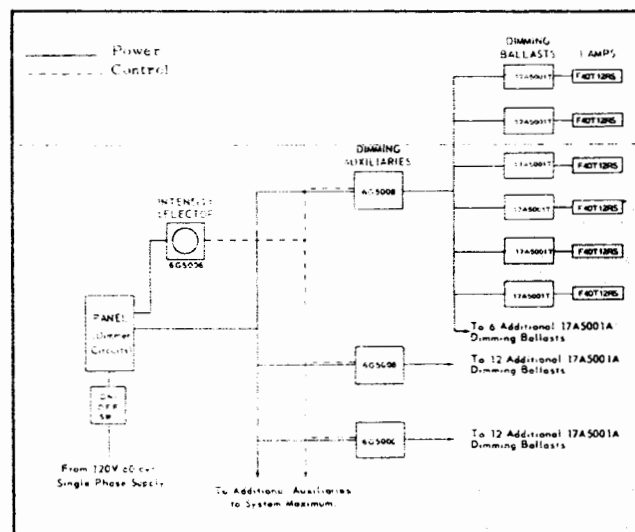 Power
Control
DIMMING
BALLASTS
LAMPS
17A5001T
F40T12RS
17A5001T
F40T12RS
17A5001T
F40T12RS
17A5001T
F40T12RS
17A5001T
F40T12RS
17A5001T
F40T12RS
DIMMING
AUXILIARIES
6G5008
INTENSITY
SELECTOR
6G5006
PANEL
(Dimmer
Circuits)
ON
OFF
SW.
From 120V 60 cyc.
Single Phase Supply
To 6 Additional 17A5001A
Dimming Ballasts
6G5008
To 12 Additional 17A5001A
Dimming Ballasts
To 12 Additional 17A5001A
Dimming Ballasts
To Additional Auxiliaries
to System Maximum.